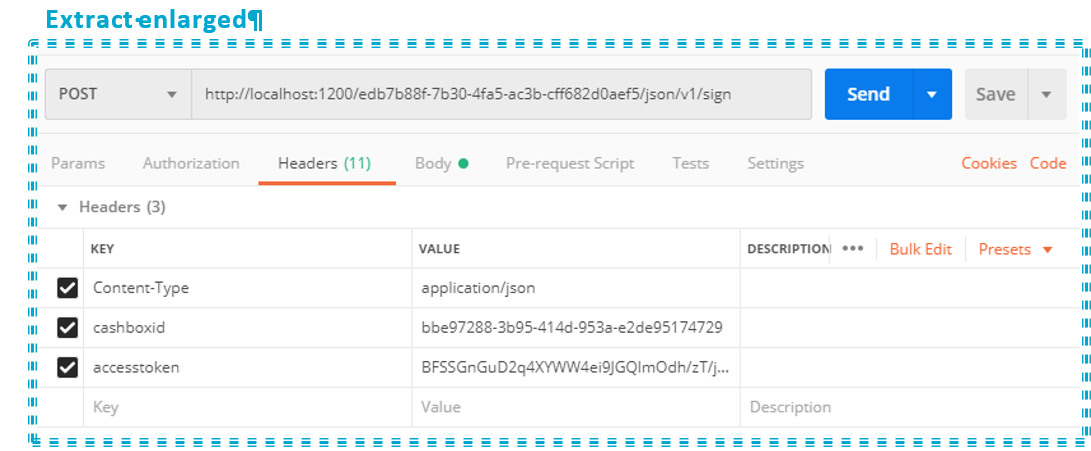 Extract·enlarged¶
POST http://localhost:1200/edb7b88f-7b30-4fa5-ac3b-cff682d0aef5/json/v1/sign Send Save
Params Authorization Headers (11) Body Pre-request Script Tests Settings Cookies Code
Headers (3)
KEY VALUE DESCRIPTION ••• Bulk Edit Presets
Content-Type application/json
cashboxid bbe97288-3b95-414d-953a-e2de95174729
accesstoken BFSSGnGuD2q4XYWW4ei9JGQImOdh/zT/j...
Key Value Description